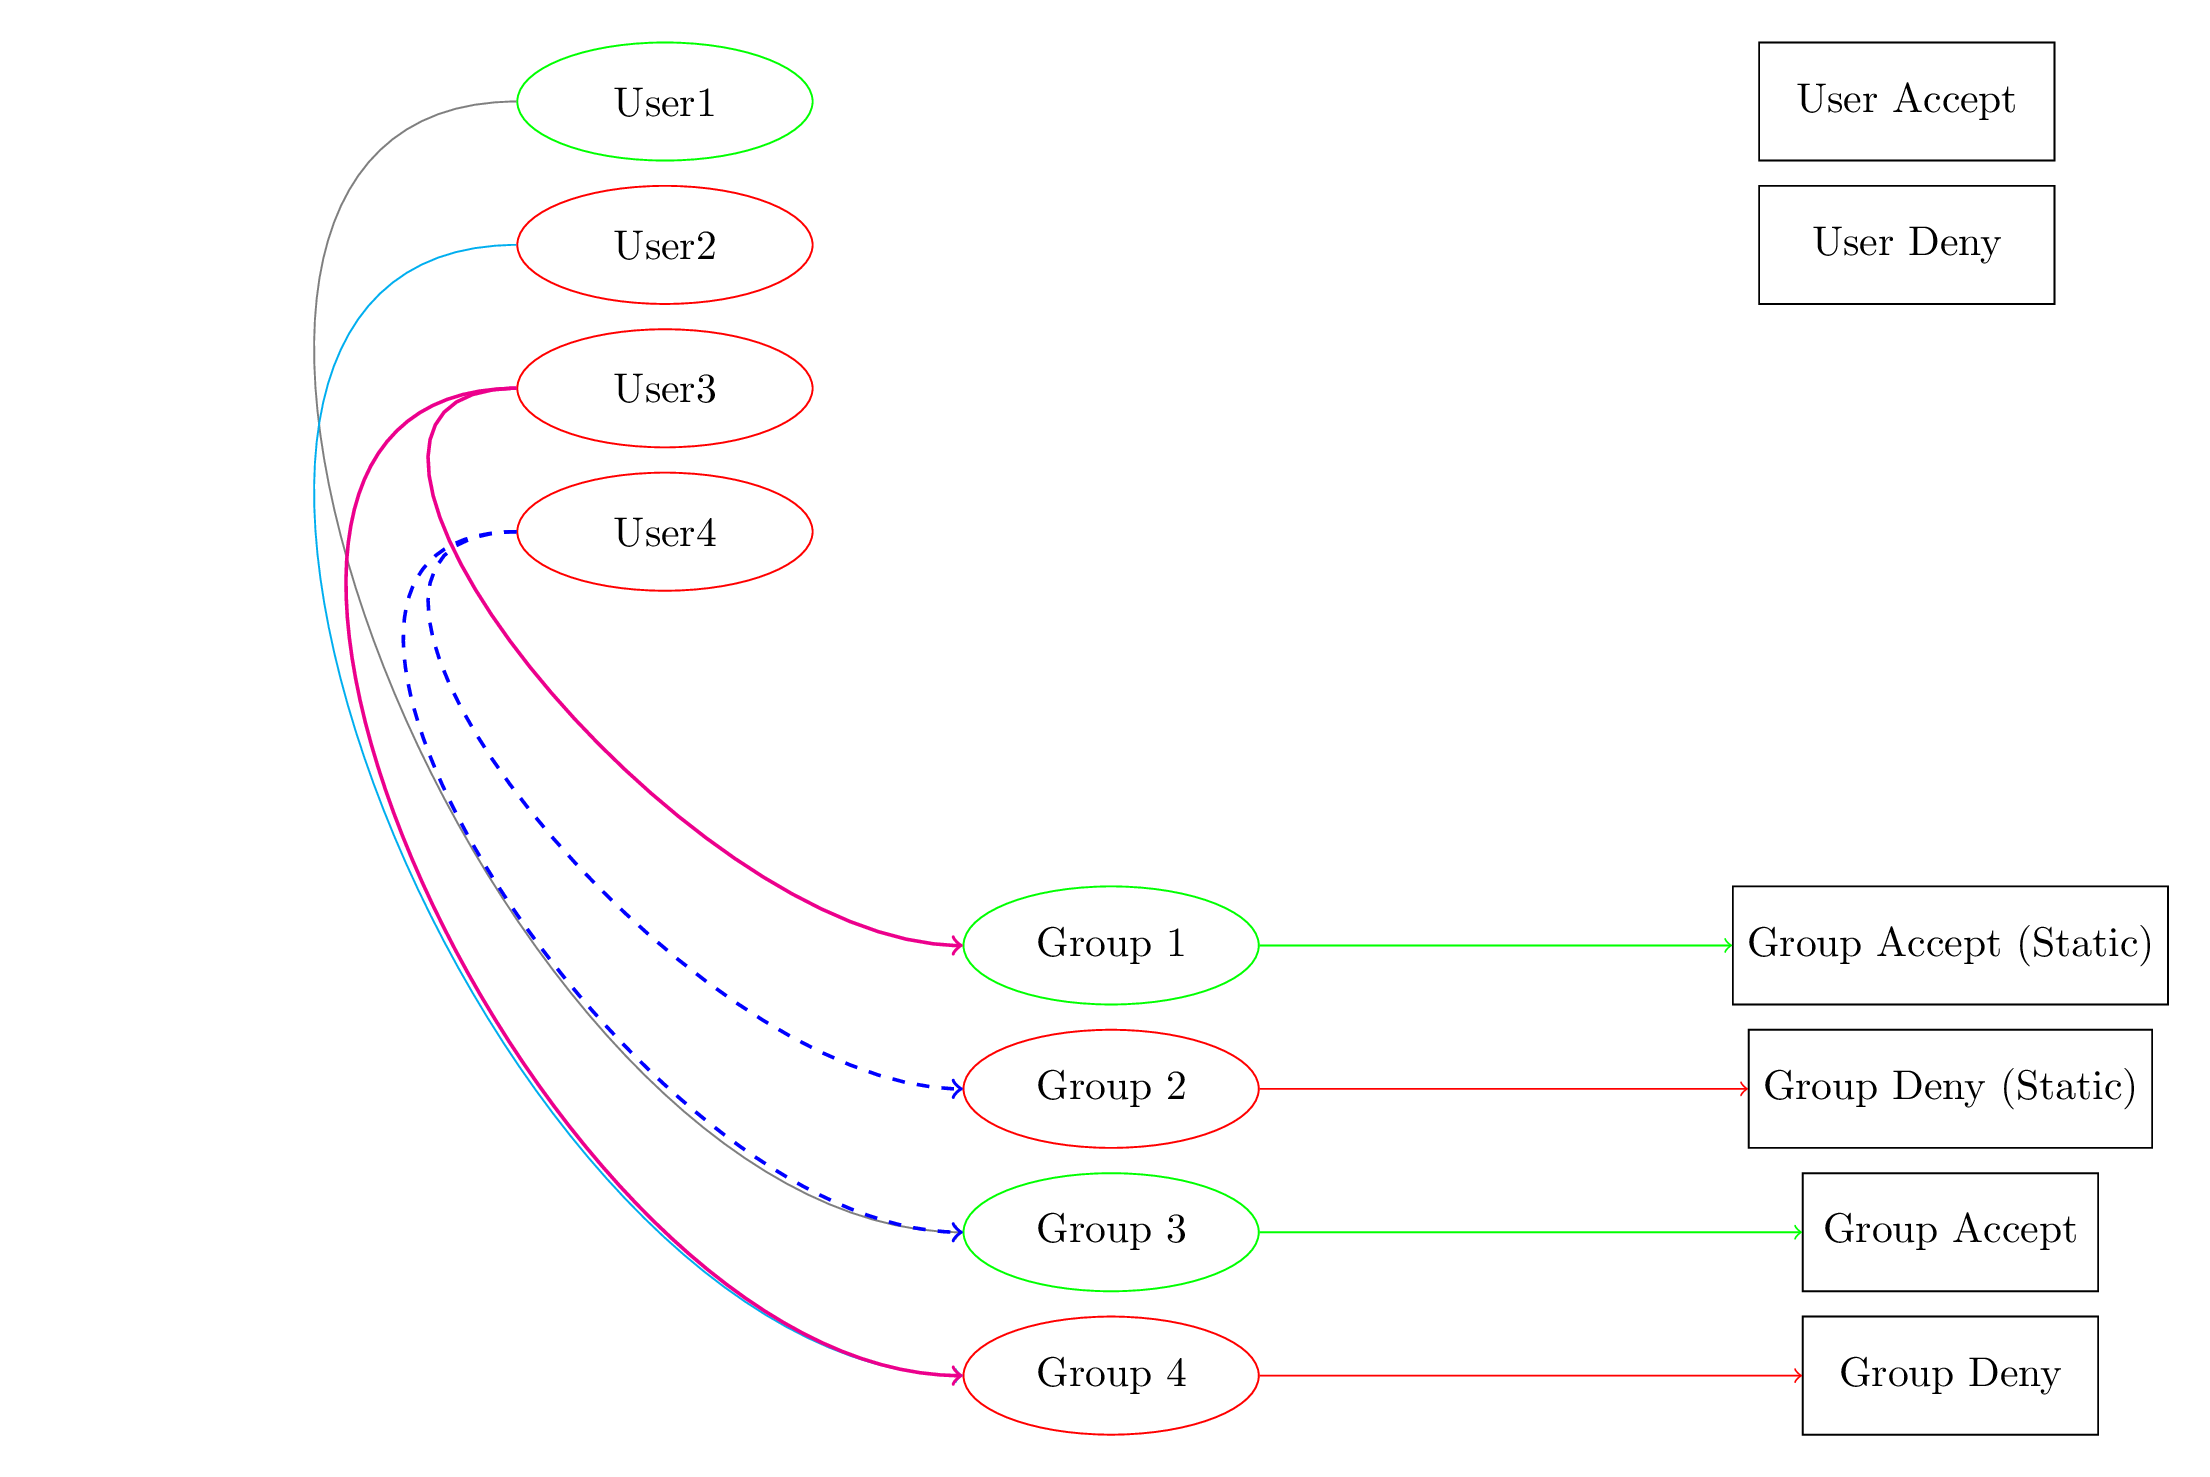 User1
User Accept
User2
User Deny
User3
User4
Group 1
Group Accept (Static)
Group 2
Group Deny (Static)
Group 3
Group Accept
Group 4
Group Deny